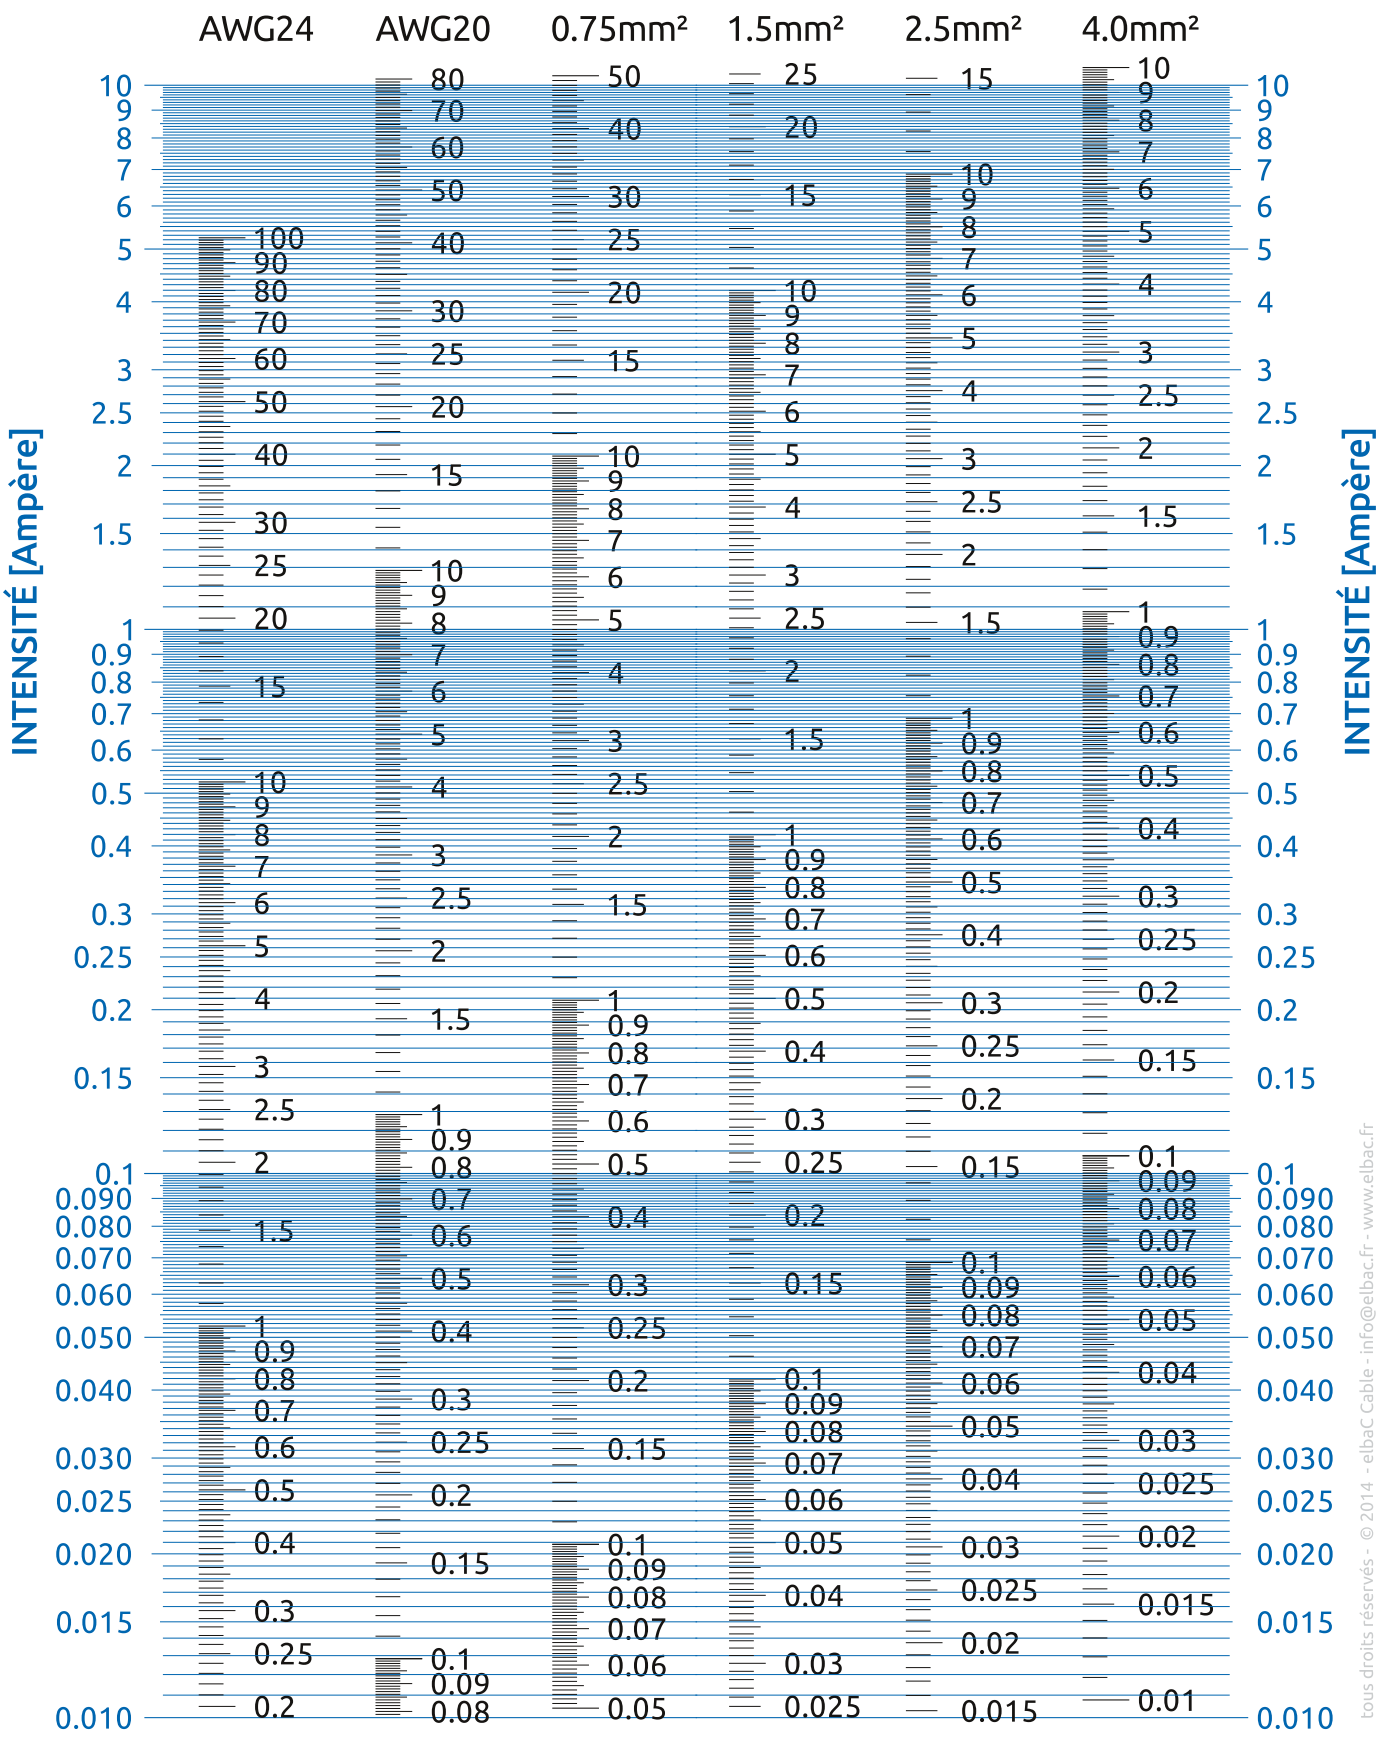 AWG24 AWG20 0.75mm² 1.5mm² 2.5mm² 4.0mm²
80 50 25 15 10
10 9 10
9 70 9
8 40 20 8 8
60 7
7 10 7
50 30 15 9 6
6 6
100 40 25 8 5
5 5
90 7
80 20 10 6 4
4 30 9 4
70 8 5
60 25 15 3
3 7 3
50 20 6 4 2.5
2.5 2.5
40 10 5 3 2
2 15 2
9
30 8 4 2.5 1.5
1.5 7 1.5
25 10 6 3 2
9
20 8 5 2.5 1.5 1
1 1
0.9 7 0.9 0.9
0.8 15 6 4 2 0.8 0.8
0.7 0.7 0.7
0.6 5 3 1.5 1 0.9 0.6 0.6
10 4 2.5 0.8 0.5
0.5 9 0.7 0.5
8 2 1 0.6 0.4
0.4 7 3 0.9 0.4
6 2.5 1.5 0.8 0.5 0.3
0.3 0.7 0.3
5 2 0.6 0.4 0.25
0.25 0.25
4 1 0.5 0.3 0.2
0.2 1.5 0.9 0.2
3 0.8 0.4 0.25 0.15
0.15 0.7 0.15
2.5 1 0.6 0.3 0.2
0.9
2 0.8 0.5 0.25 0.15 0.1
0.1 0.09 0.1
0.090 0.7 0.08 0.090
0.080 1.5 0.6 0.4 0.2 0.07 0.080
0.070 0.1 0.070
0.060 0.5 0.3 0.15 0.09 0.06 0.060
1 0.4 0.25 0.08 0.05
0.050 0.9 0.07 0.050
0.8 0.2 0.1 0.06 0.04
0.040 0.7 0.3 0.09 0.040
0.6 0.25 0.15 0.08 0.05 0.03
0.030 0.07 0.030
0.5 0.2 0.06 0.04 0.025
0.025 0.025
0.4 0.1 0.05 0.03 0.02
0.020 0.15 0.09 0.020
0.3 0.08 0.04 0.025 0.015
0.015 0.07 0.015
0.25 0.1 0.06 0.03 0.02
0.09
0.2 0.08 0.05 0.025 0.015 0.01
0.010 0.010
INTENSITÉ [Ampère]
INTENSITÉ [Ampère]
tous droits réservés - © 2014 - elbaC Cable - info@elbac.fr - www.elbac.fr